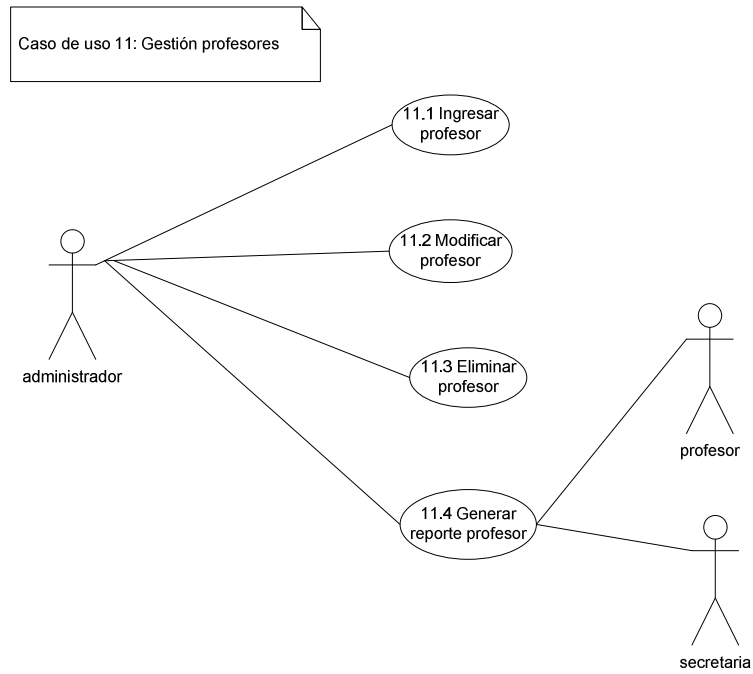 Caso de uso 11: Gestión profesores
11.1 Ingresar
profesor
11.2 Modificar
profesor
administrador
11.3 Eliminar
profesor
profesor
11.4 Generar
reporte profesor
secretaria